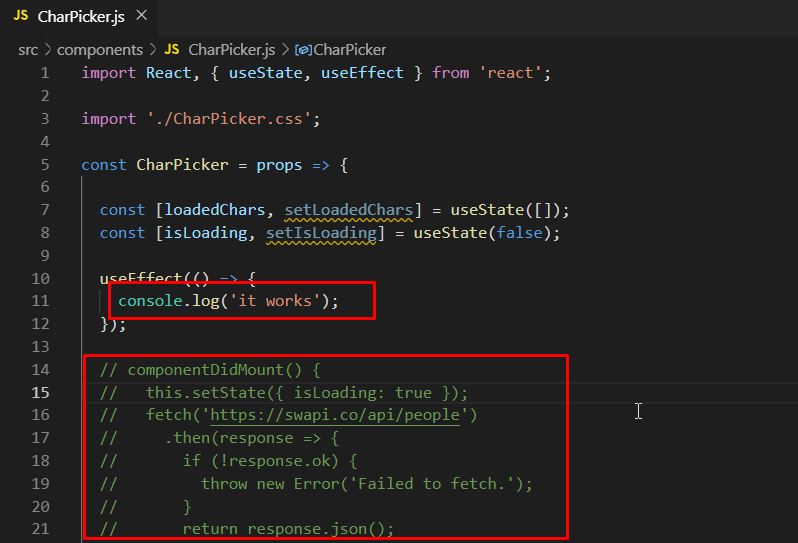 JS CharPicker.js ×
src > components > JS CharPicker.js > CharPicker
1 import React, { useState, useEffect } from 'react';
2
3 import './CharPicker.css';
4
5 const CharPicker = props => {
6
7 const [loadedChars, setLoadedChars] = useState([]);
8 const [isLoading, setIsLoading] = useState(false);
9
10 useEffect(() => {
11 console.log('it works');
12 });
13
14 // componentDidMount() {
15 // this.setState({ isLoading: true });
16 // fetch('https://swapi.co/api/people')
17 // .then(response => {
18 // if (!response.ok) {
19 // throw new Error('Failed to fetch.');
20 // }
21 // return response.json();